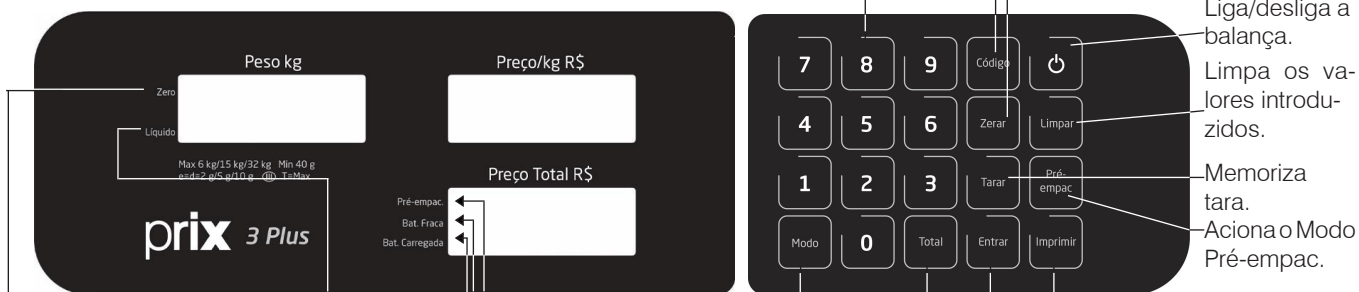 Peso kg
Preço/kg R$
Zero
Líquido
Max 6 kg/15 kg/32 kg Min 40 g
e=d=2 g/5 g/10 g III T=Max
Preço Total R$
Pré-empac.
Bat. Fraca
Bat. Carregada
prix 3 Plus
7 8 9 Código
4 5 6 Zerar Limpar
1 2 3 Tarar Pré-
empac
Modo 0 Total Entrar Imprimir
Liga/desliga a
balança.
Limpa os va-
lores introdu-
zidos.
Memoriza
tara.
Aciona o Modo
Pré-empac.